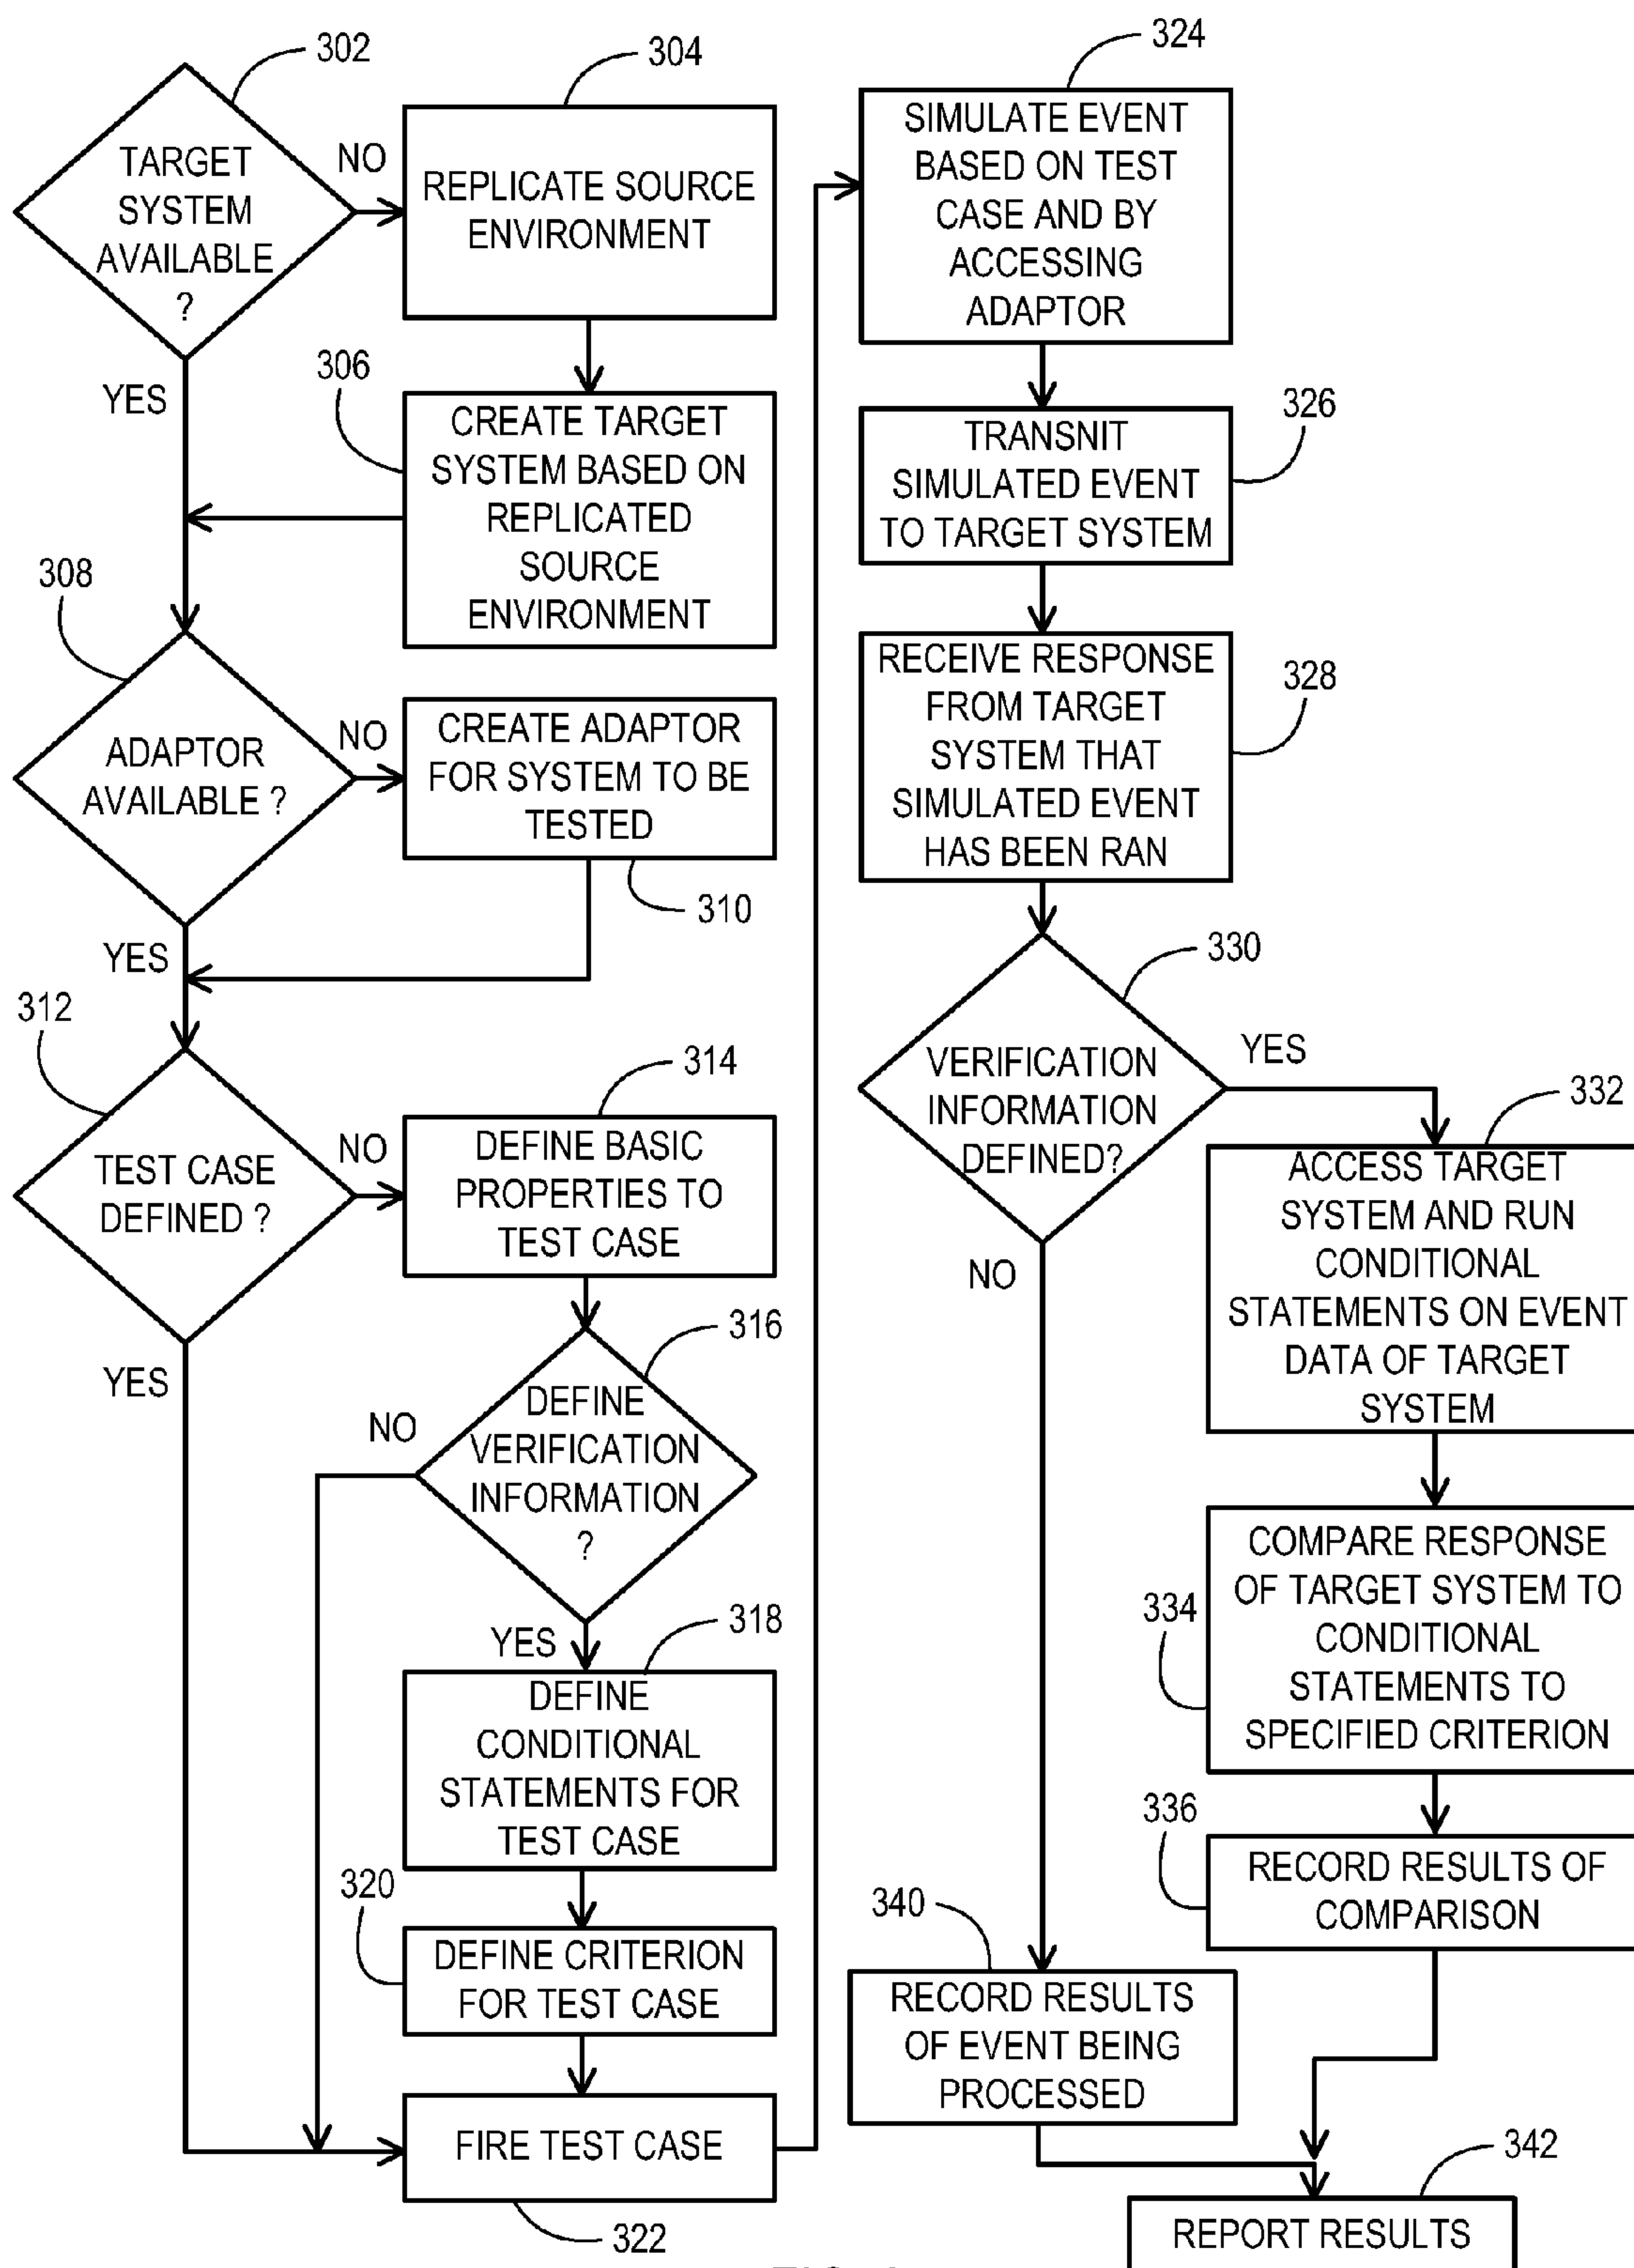 302
TARGET
SYSTEM
AVAILABLE
?
NO
YES
304
REPLICATE SOURCE
ENVIRONMENT
306
CREATE TARGET
SYSTEM BASED ON
REPLICATED
SOURCE
ENVIRONMENT
308
ADAPTOR
AVAILABLE ?
NO
YES
CREATE ADAPTOR
FOR SYSTEM TO BE
TESTED
310
312
TEST CASE
DEFINED ?
NO
YES
314
DEFINE BASIC
PROPERTIES TO
TEST CASE
316
DEFINE
VERIFICATION
INFORMATION
?
NO
YES
318
DEFINE
CONDITIONAL
STATEMENTS FOR
TEST CASE
320
DEFINE CRITERION
FOR TEST CASE
FIRE TEST CASE
322
324
SIMULATE EVENT
BASED ON TEST
CASE AND BY
ACCESSING
ADAPTOR
326
TRANSNIT
SIMULATED EVENT
TO TARGET SYSTEM
328
RECEIVE RESPONSE
FROM TARGET
SYSTEM THAT
SIMULATED EVENT
HAS BEEN RAN
330
VERIFICATION
INFORMATION
DEFINED?
YES
NO
332
ACCESS TARGET
SYSTEM AND RUN
CONDITIONAL
STATEMENTS ON EVENT
DATA OF TARGET
SYSTEM
334
COMPARE RESPONSE
OF TARGET SYSTEM TO
CONDITIONAL
STATEMENTS TO
SPECIFIED CRITERION
336
RECORD RESULTS OF
COMPARISON
340
RECORD RESULTS
OF EVENT BEING
PROCESSED
342
REPORT RESULTS